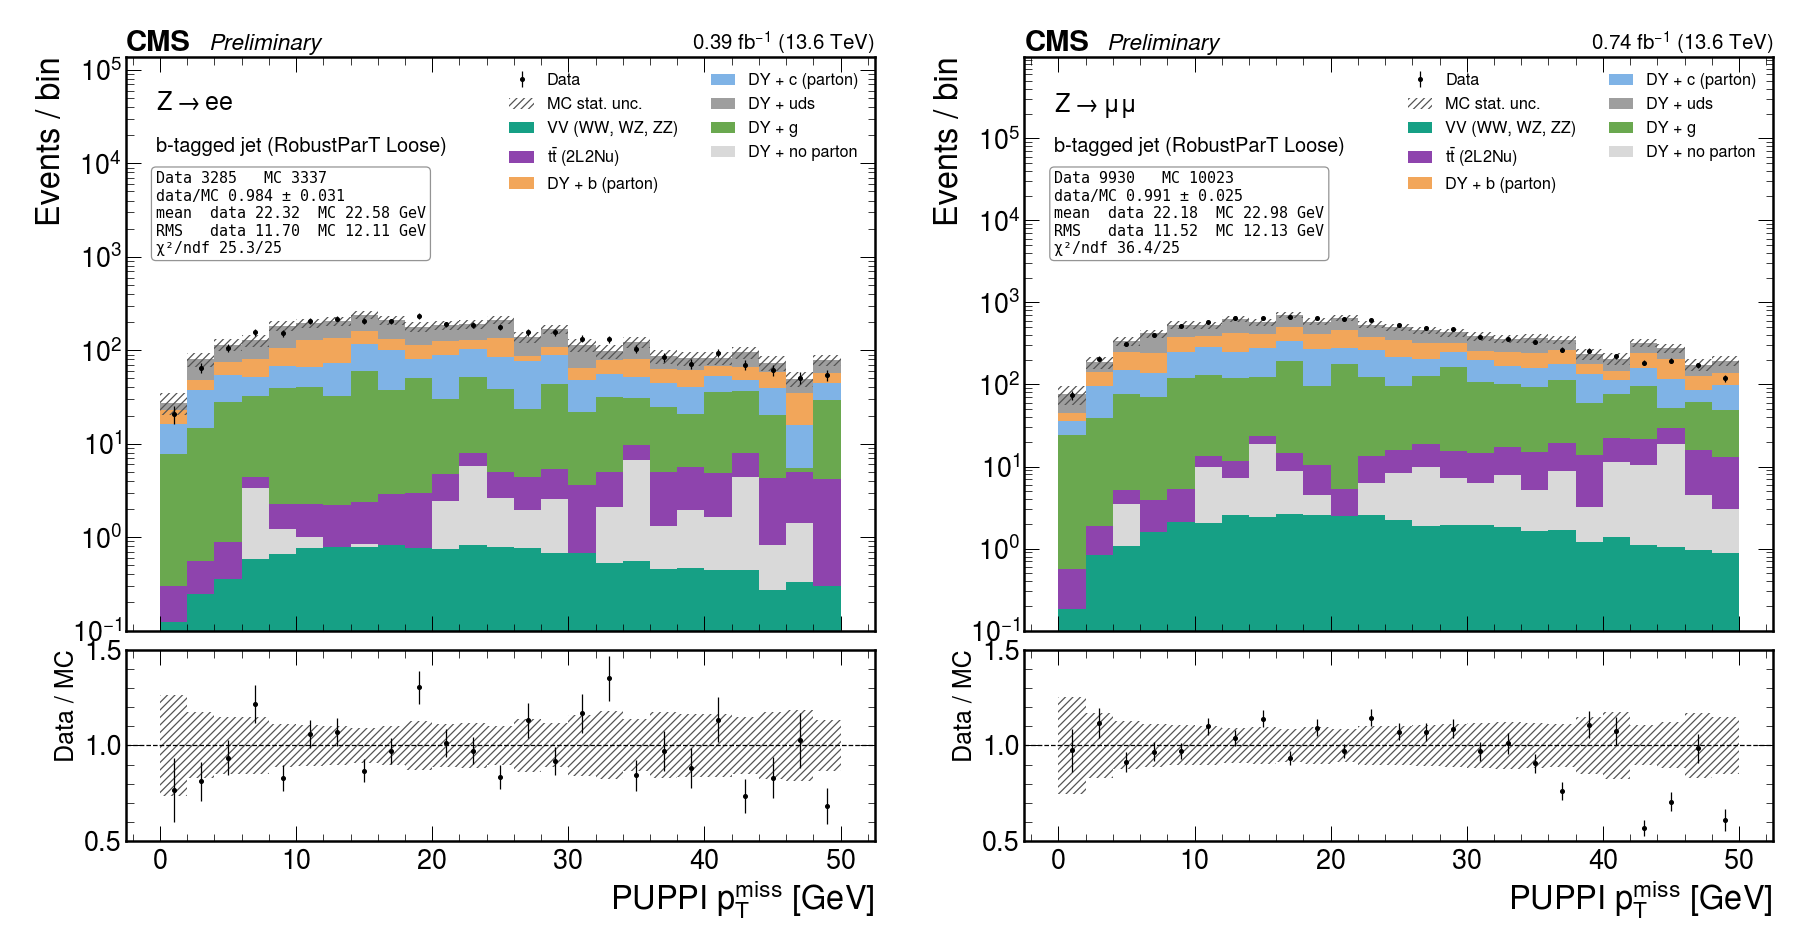 CMS Preliminary 0.39 fb⁻¹ (13.6 TeV)
Events / bin
Z→ee
b-tagged jet (RobustParT Loose)
Data 3285 MC 3337
data/MC 0.984 ± 0.031
mean data 22.32 MC 22.58 GeV
RMS data 11.70 MC 12.11 GeV
χ²/ndf 25.3/25
Data
MC stat. unc.
VV (WW, WZ, ZZ)
tt̄ (2L2Nu)
DY + b (parton)
DY + c (parton)
DY + uds
DY + g
DY + no parton
10⁵
10⁴
10³
10²
10¹
10⁰
10⁻¹
Data / MC
1.5
1.0
0.5
0 10 20 30 40 50
PUPPI p_T^miss [GeV]
CMS Preliminary 0.74 fb⁻¹ (13.6 TeV)
Events / bin
Z→μμ
b-tagged jet (RobustParT Loose)
Data 9930 MC 10023
data/MC 0.991 ± 0.025
mean data 22.18 MC 22.98 GeV
RMS data 11.52 MC 12.13 GeV
χ²/ndf 36.4/25
Data
MC stat. unc.
VV (WW, WZ, ZZ)
tt̄ (2L2Nu)
DY + b (parton)
DY + c (parton)
DY + uds
DY + g
DY + no parton
10⁵
10⁴
10³
10²
10¹
10⁰
10⁻¹
Data / MC
1.5
1.0
0.5
0 10 20 30 40 50
PUPPI p_T^miss [GeV]